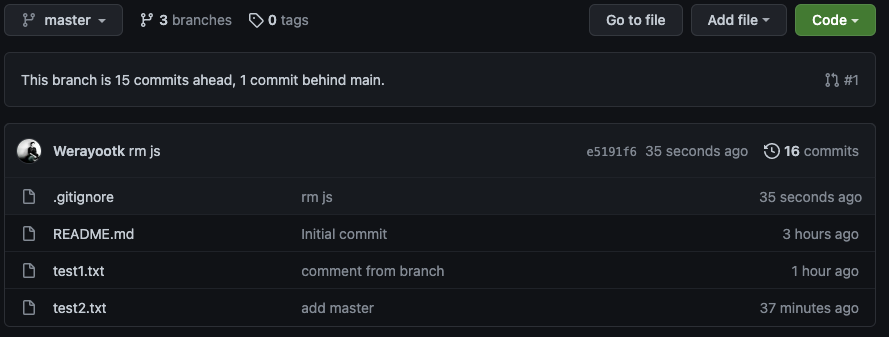 master 3 branches 0 tags Go to file Add file Code
This branch is 15 commits ahead, 1 commit behind main. #1
Werayootk rm js e5191f6 35 seconds ago 16 commits
.gitignore rm js 35 seconds ago
README.md Initial commit 3 hours ago
test1.txt comment from branch 1 hour ago
test2.txt add master 37 minutes ago